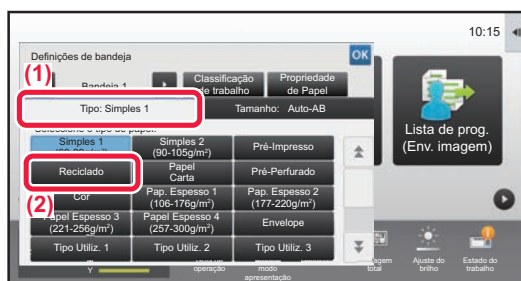 10:15
Definições de bandeja
OK
(1)
Bandeja 1
Classificação
de trabalho
Propriedade
de Papel
Tipo: Simples 1
Tamanho: Auto-AB
Selecione o tipo de papel.
Simples 1
Simples 2
(90-105g/m²)
Pré-Impresso
Reciclado
Papel
Carta
Pré-Perfurado
(2)
Cor
Pap. Espesso 1
(106-176g/m²)
Pap. Espesso 2
(177-220g/m²)
Papel Espesso 3
(221-256g/m²)
Papel Espesso 4
(257-300g/m²)
Envelope
Tipo Utiliz. 1
Tipo Utiliz. 2
Tipo Utiliz. 3
Lista de prog.
(Env. imagem)
Y
operação
modo
apresentação
total
Ajuste do
brilho
Estado do
trabalho